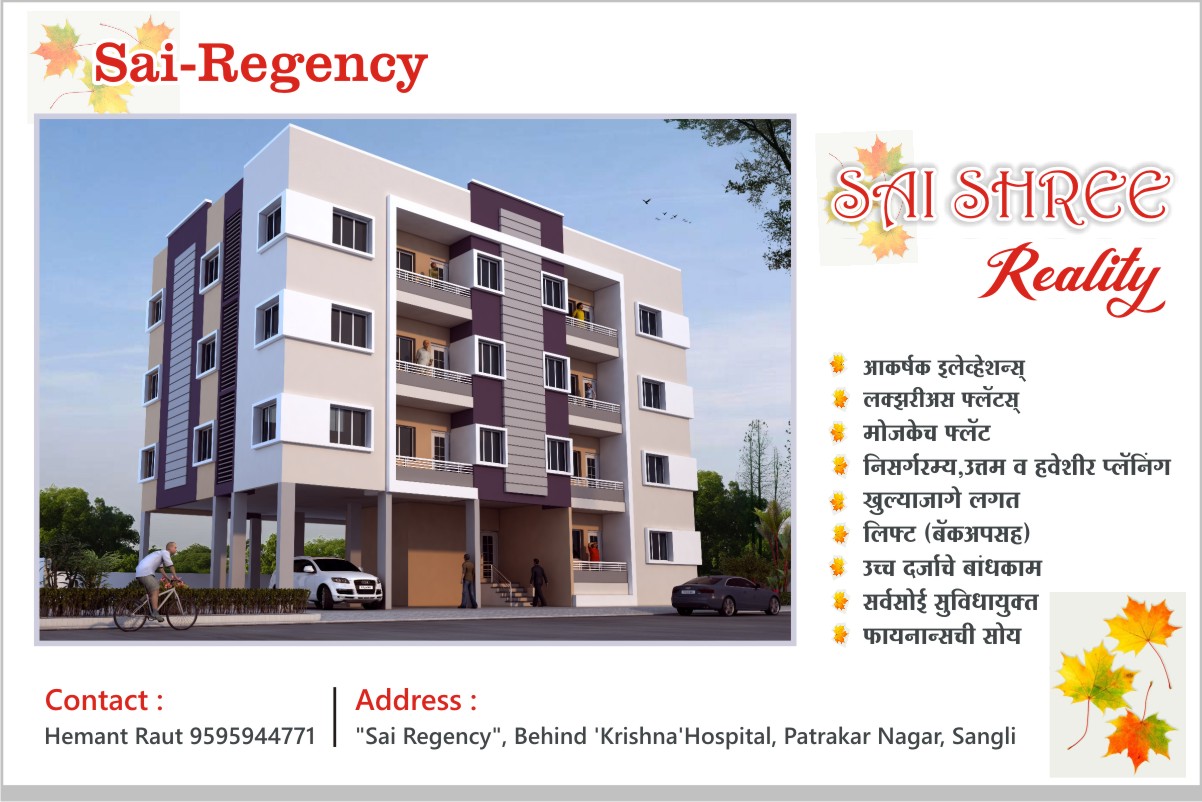 Sai-Regency
SAI SHREE
Reality
आकर्षक इलेव्हेशन्स्
लक्झरीअस फ्लॅटस्
मोजकेच फ्लॅट
निसर्गरम्य,उत्तम व हवेशीर प्लॅनिंग
खुल्याजागे लगत
लिफ्ट (बॅकअपसह)
उच्च दर्जाचे बांधकाम
सर्वसोई सुविधायुक्त
फायनान्सची सोय
Contact :
Hemant Raut 9595944771
Address :
"Sai Regency", Behind 'Krishna'Hospital, Patrakar Nagar, Sangli